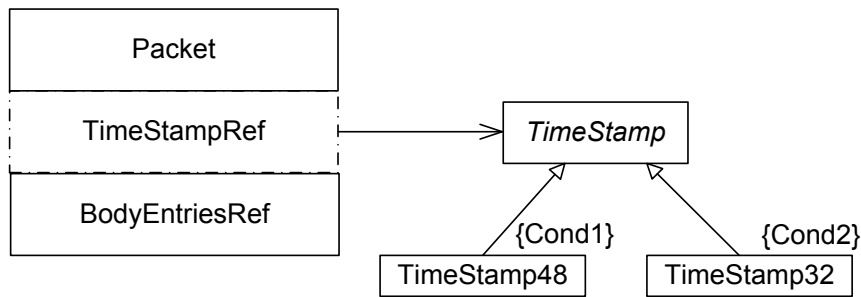 Packet
TimeStampRef
TimeStamp
BodyEntriesRef
{Cond1}
{Cond2}
TimeStamp48
TimeStamp32